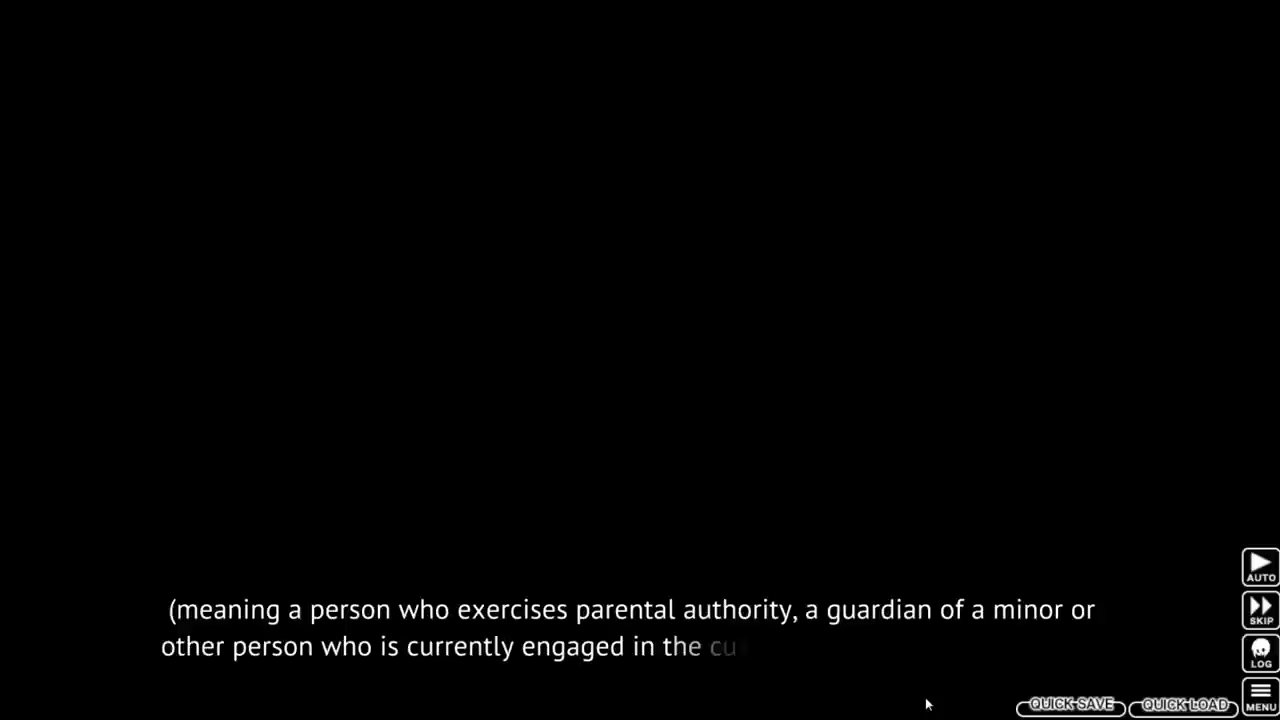 (meaning a person who exercises parental authority, a guardian of a minor or
other person who is currently engaged in the cu
AUTO
SKIP
LOG
MENU
QUICK SAVE
QUICK LOAD